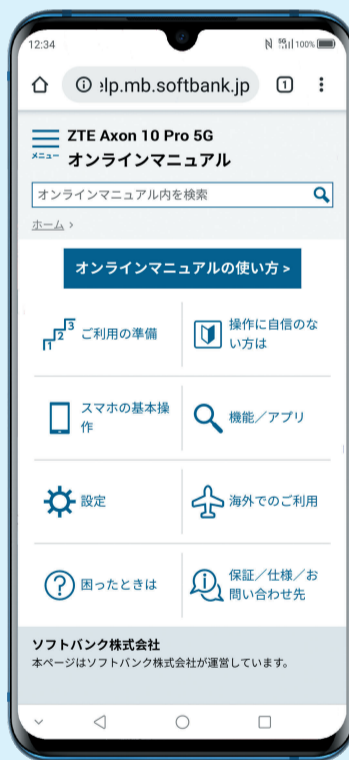 12:34
5G 100%
elp.mb.softbank.jp
1
ZTE Axon 10 Pro 5G
メニュー
オンラインマニュアル
オンラインマニュアル内を検索
ホーム >
オンラインマニュアルの使い方 >
1 2 3
ご利用の準備
操作に自信のな
い方は
スマホの基本操
作
機能／アプリ
設定
海外でのご利用
困ったときは
保証／仕様／お
問い合わせ先
ソフトバンク株式会社
本ページはソフトバンク株式会社が運営しています。